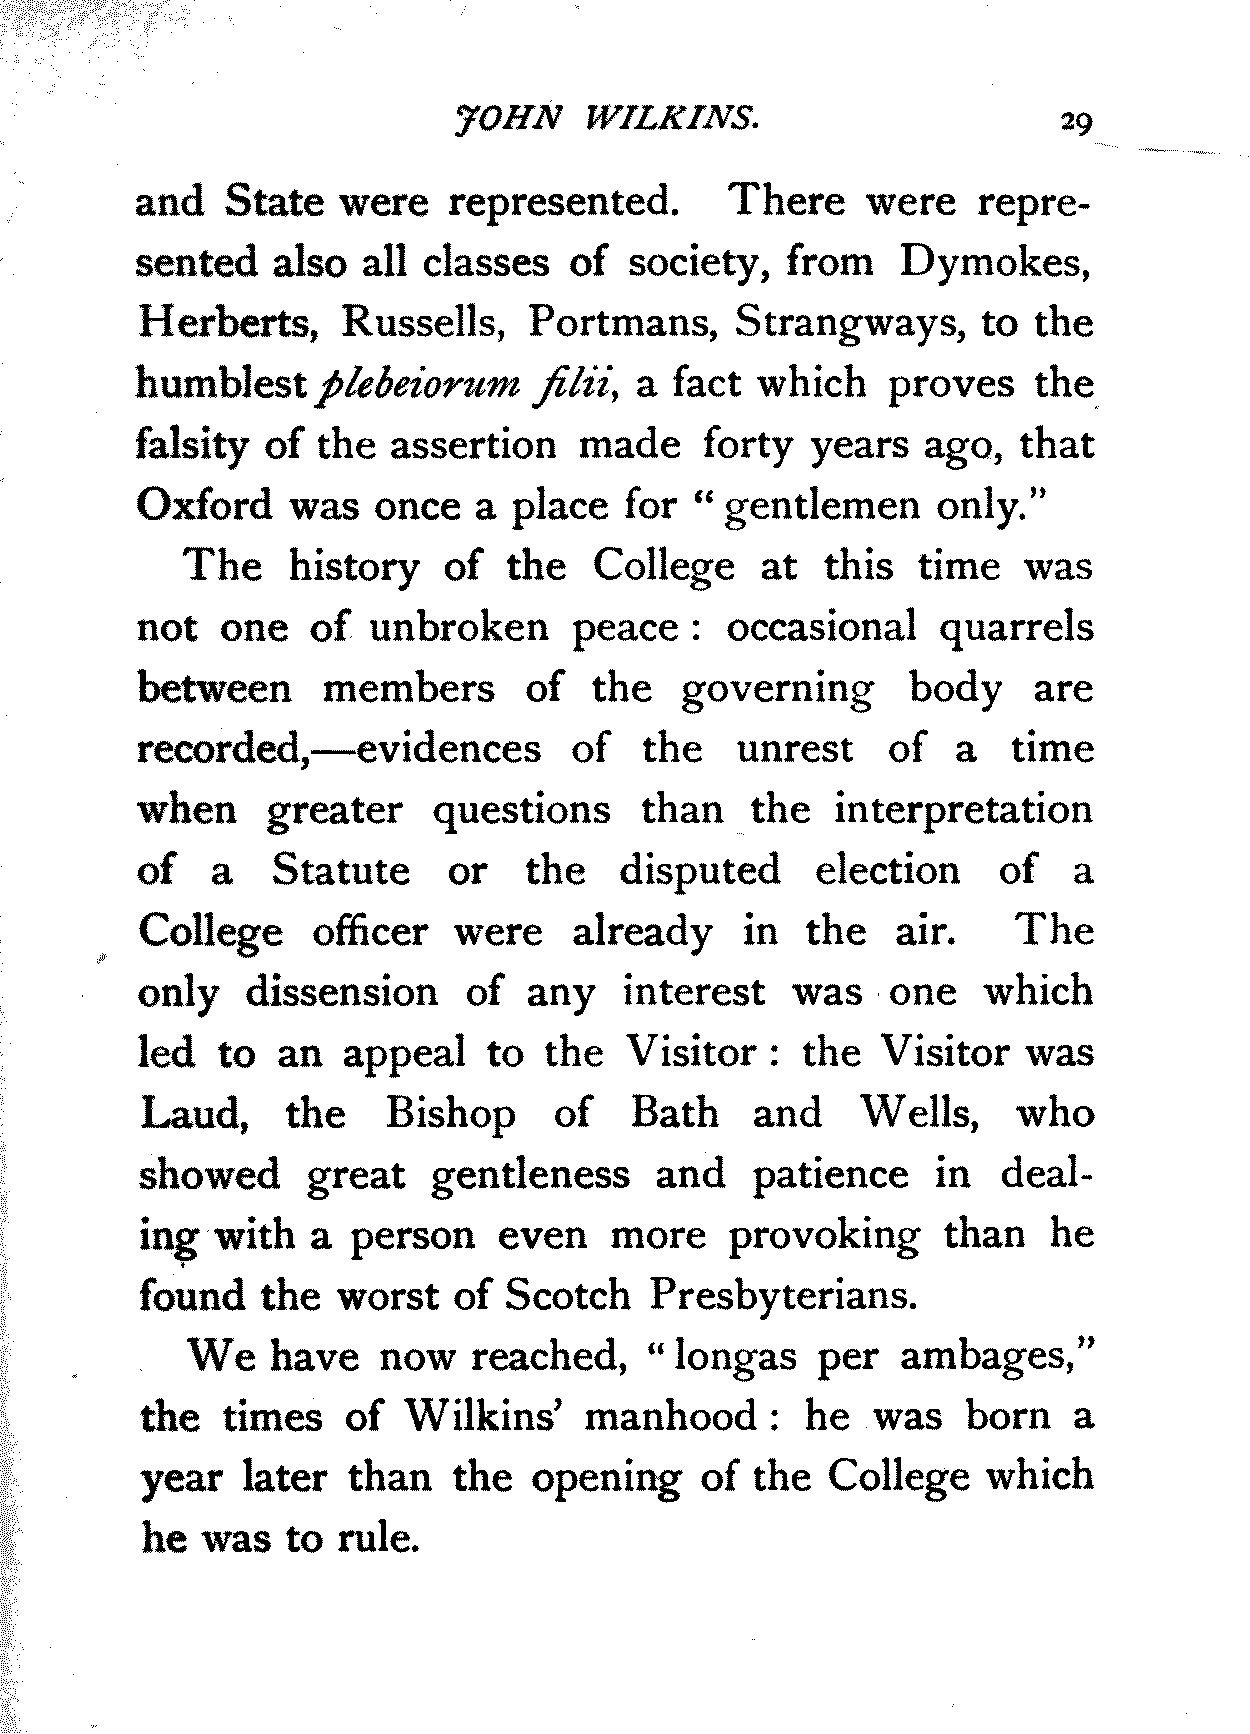 JOHN WILKINS. 29
and State were represented. There were repre-
sented also all classes of society, from Dymokes,
Herberts, Russells, Portmans, Strangways, to the
humblest plebeiorum filii, a fact which proves the
falsity of the assertion made forty years ago, that
Oxford was once a place for “gentlemen only.”
The history of the College at this time was
not one of unbroken peace : occasional quarrels
between members of the governing body are
recorded,—evidences of the unrest of a time
when greater questions than the interpretation
of a Statute or the disputed election of a
College officer were already in the air. The
only dissension of any interest was one which
led to an appeal to the Visitor : the Visitor was
Laud, the Bishop of Bath and Wells, who
showed great gentleness and patience in deal-
ing with a person even more provoking than he
found the worst of Scotch Presbyterians.
We have now reached, “longas per ambages,”
the times of Wilkins’ manhood : he was born a
year later than the opening of the College which
he was to rule.